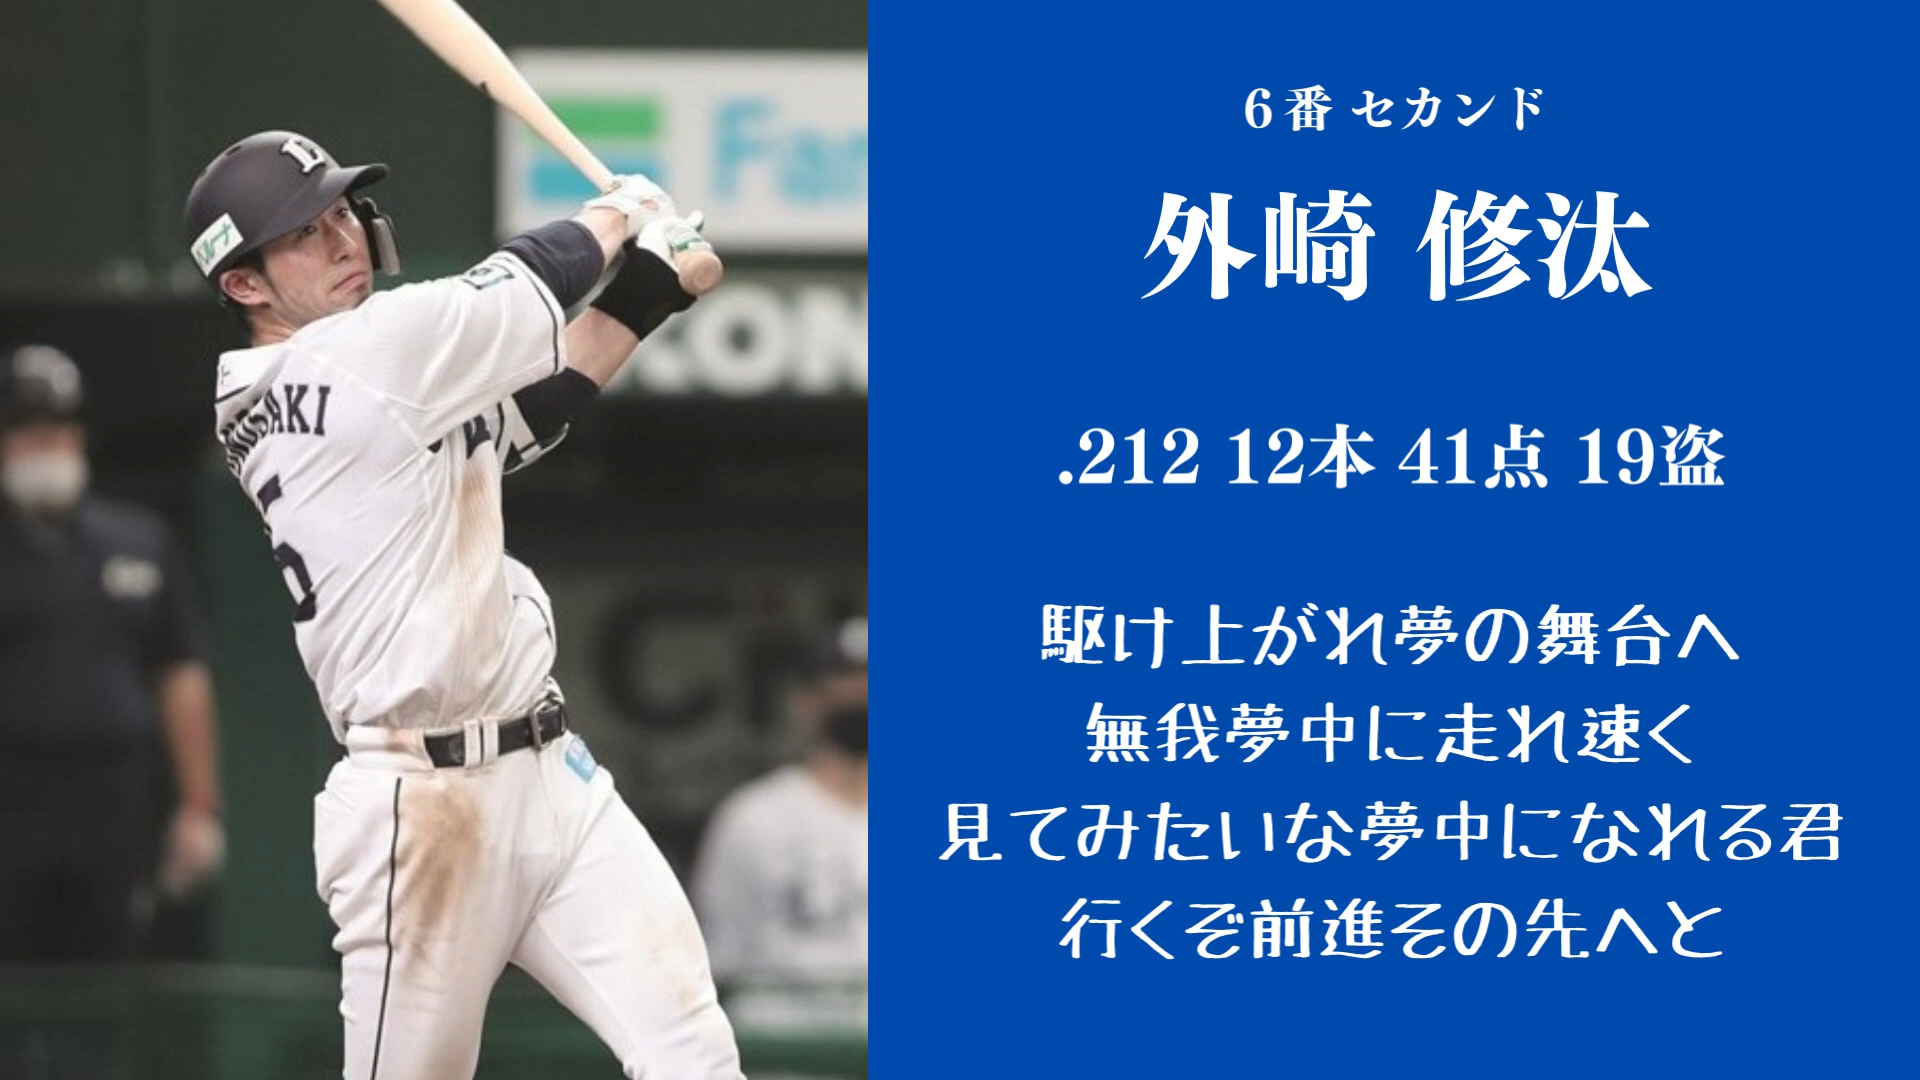 6番 セカンド
外崎 修汰
.212 12本 41点 19盗
駆け上がれ夢の舞台へ
無我夢中に走れ速く
見てみたいな夢中になれる君
行くぞ前進その先へと
L
Fam
KON
5